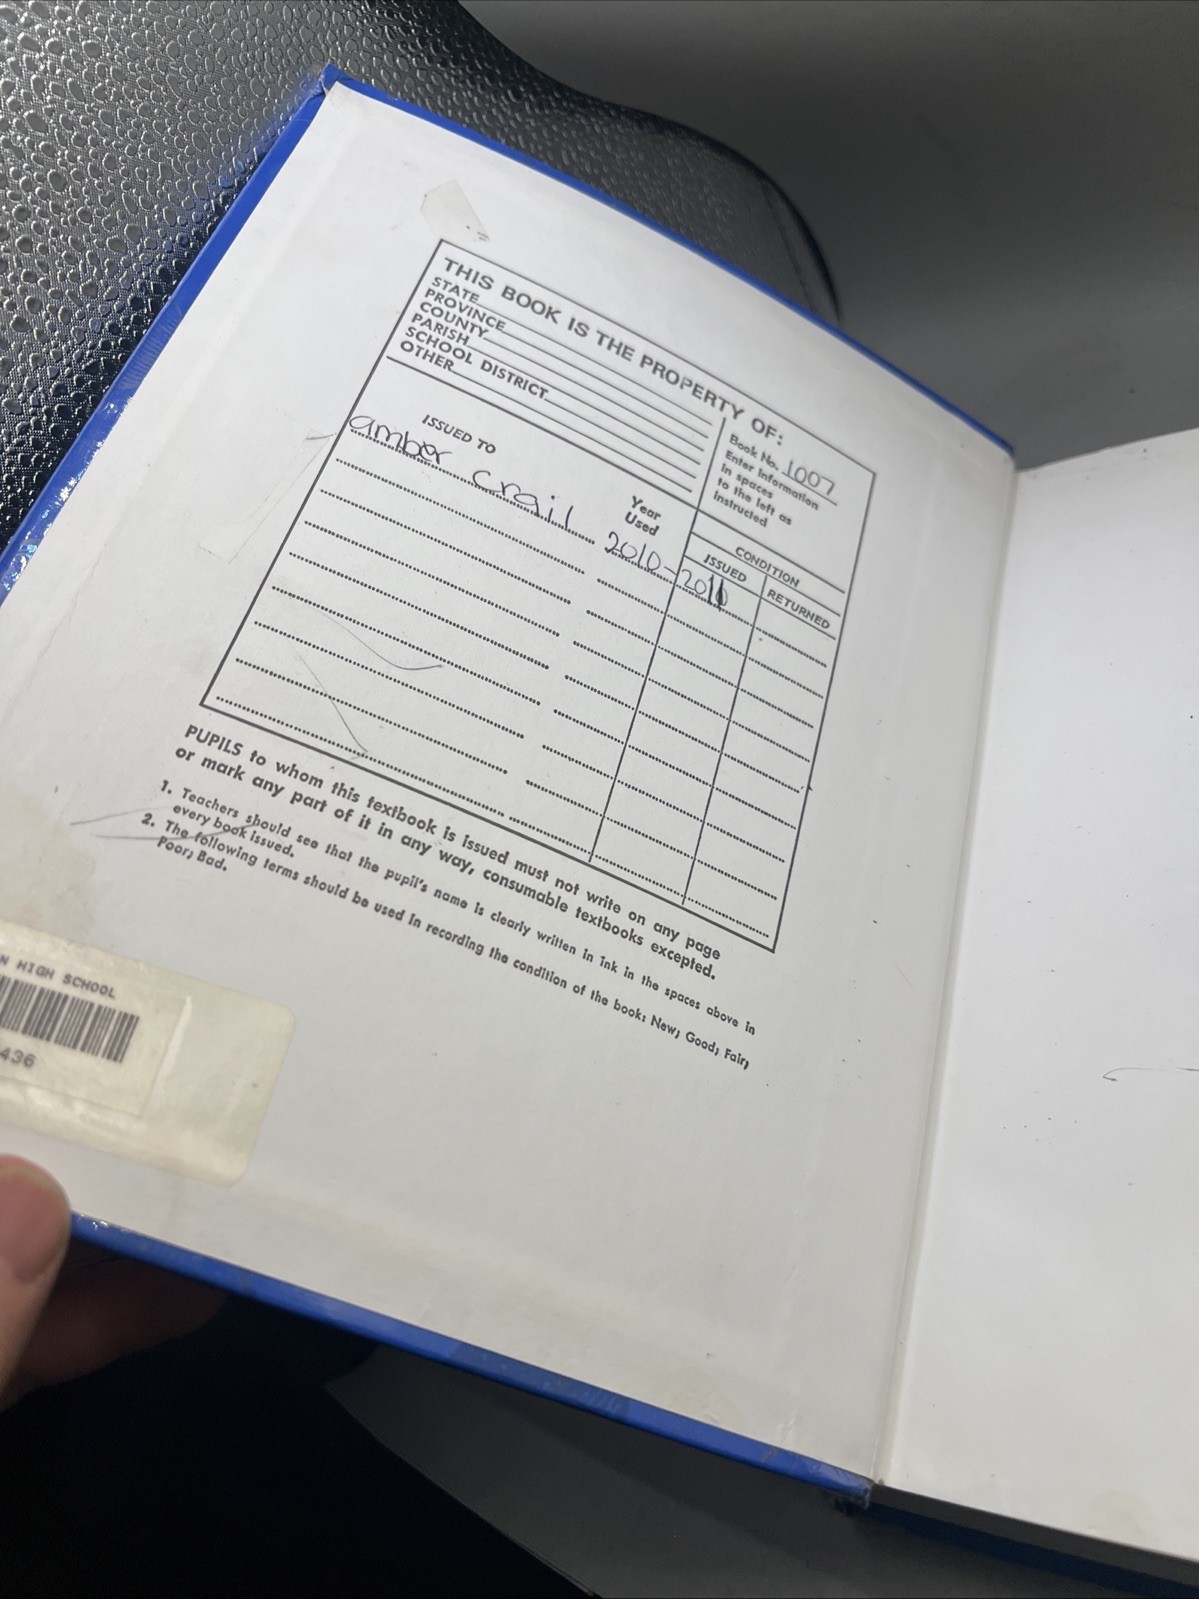 THIS BOOK IS THE PROPERTY OF:
STATE
PROVINCE
COUNTY
PARISH
SCHOOL DISTRICT
OTHER
Book No. 1007
Enter information
in spaces
to the left as
instructed
ISSUED TO
Year
Used
CONDITION
ISSUED
RETURNED
amber crail 2010-2011
PUPILS to whom this textbook is issued must not write on any page
or mark any part of it in any way, consumable textbooks excepted.
1. Teachers should see that the pupil's name is clearly written in ink in the spaces above in
every book issued.
2. The following terms should be used in recording the condition of the book: New; Good; Fair;
Poor; Bad.
N HIGH SCHOOL
436